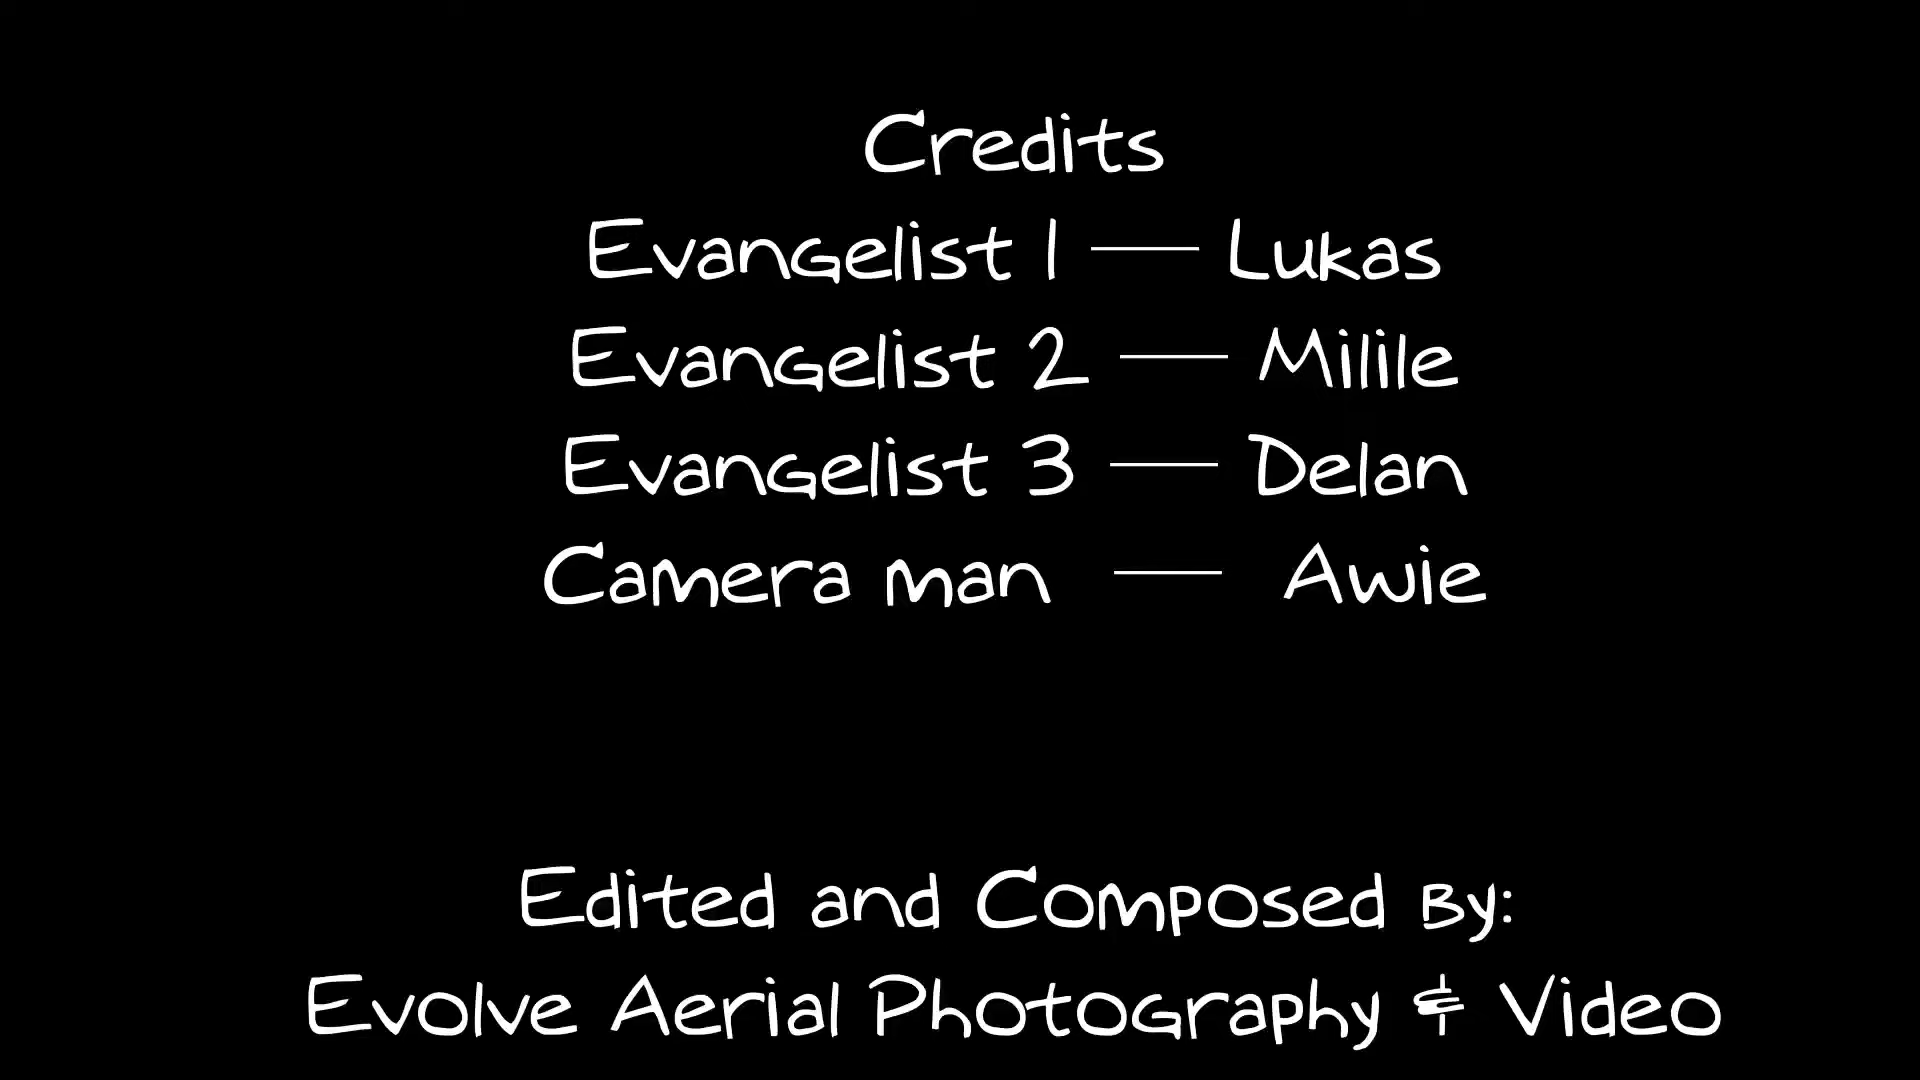 Credits
Evangelist 1 — Lukas
Evangelist 2 — Milile
Evangelist 3 — Delan
Camera man — Awie
Edited and Composed By:
Evolve Aerial Photography & Video